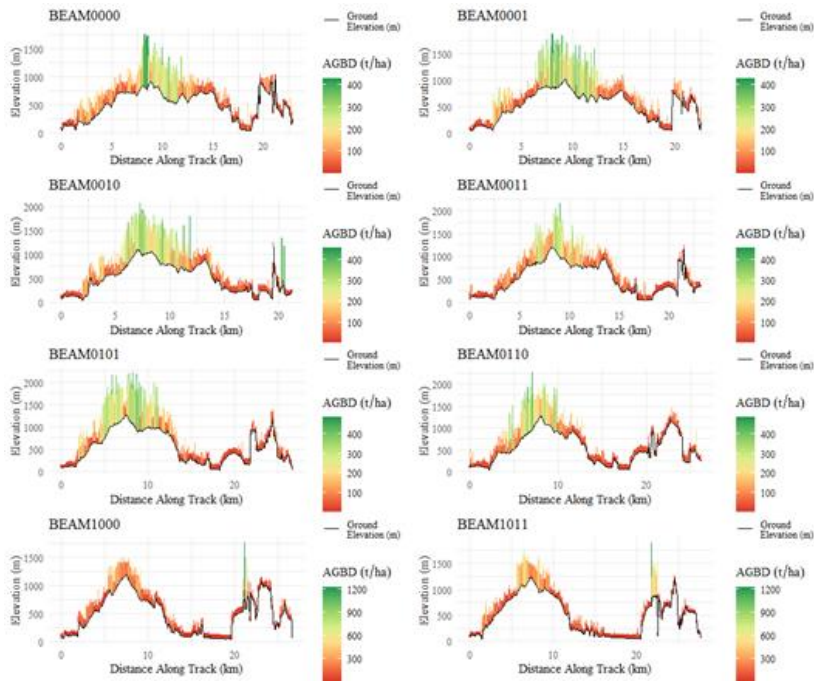 BEAM0000
Ground
Elevation (m)
AGBD (t/ha)
400
300
200
100
Elevation (m)
1500
1000
500
0
0 5 10 15 20
Distance Along Track (km)
BEAM0001
Ground
Elevation (m)
AGBD (t/ha)
400
300
200
100
Elevation (m)
1500
1000
500
0
0 5 10 15 20
Distance Along Track (km)
BEAM0010
Ground
Elevation (m)
AGBD (t/ha)
400
300
200
100
Elevation (m)
2000
1500
1000
500
0
0 5 10 15 20
Distance Along Track (km)
BEAM0011
Ground
Elevation (m)
AGBD (t/ha)
400
300
200
100
Elevation (m)
2000
1500
1000
500
0
0 5 10 15 20
Distance Along Track (km)
BEAM0101
Ground
Elevation (m)
AGBD (t/ha)
400
300
200
100
Elevation (m)
2000
1500
1000
500
0
0 10 20
Distance Along Track (km)
BEAM0110
Ground
Elevation (m)
AGBD (t/ha)
400
300
200
100
Elevation (m)
2000
1500
1000
500
0
0 10 20
Distance Along Track (km)
BEAM1000
Ground
Elevation (m)
AGBD (t/ha)
1200
900
600
300
Elevation (m)
1500
1000
500
0
0 10 20
Distance Along Track (km)
BEAM1011
Ground
Elevation (m)
AGBD (t/ha)
1200
900
600
300
Elevation (m)
1500
1000
500
0
0 10 20
Distance Along Track (km)